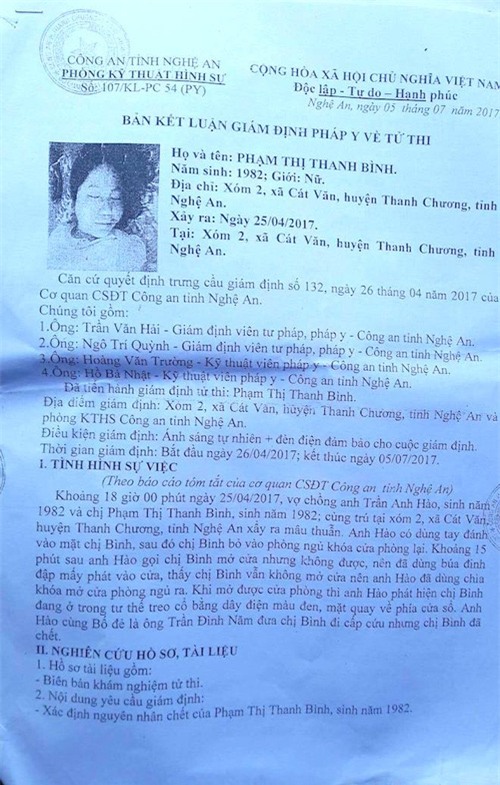 CÔNG AN TỈNH NGHỆ AN
PHÒNG KỸ THUẬT HÌNH SỰ
Số: 107/KL-PC 54 (PY)
CỘNG HÒA XÃ HỘI CHỦ NGHĨA VIỆT NAM
Độc lập - Tự do – Hạnh phúc
Nghệ An, ngày 05 tháng 07 năm 2017
BẢN KẾT LUẬN GIÁM ĐỊNH PHÁP Y VỀ TỬ THI
Họ và tên: PHẠM THỊ THANH BÌNH.
Năm sinh: 1982; Giới: Nữ.
Địa chỉ: Xóm 2, xã Cát Văn, huyện Thanh Chương, tỉnh
Nghệ An.
Xảy ra: Ngày 25/04/2017.
Tại: Xóm 2, xã Cát Văn, huyện Thanh Chương, tỉnh
Nghệ An.
Căn cứ quyết định trưng cầu giám định số 132, ngày 26 tháng 04 năm 2017 của
Cơ quan CSĐT Công an tỉnh Nghệ An.
Chúng tôi gồm:
1.Ông: Trần Văn Hải - Giám định viên tư pháp, pháp y - Công an tỉnh Nghệ An.
2.Ông: Ngô Trí Quỳnh - Giám định viên tư pháp, pháp y - Công an tỉnh Nghệ An.
3.Ông: Hoàng Văn Trường - Kỹ thuật viên pháp y - Công an tỉnh Nghệ An.
4.Ông: Hồ Bá Nhật - Kỹ thuật viên pháp y - Công an tỉnh Nghệ An.
Đã tiến hành giám định tử thi: Phạm Thị Thanh Bình.
Địa điểm giám định: Xóm 2, xã Cát Văn, huyện Thanh Chương, tỉnh Nghệ An và
phòng KTHS Công an tỉnh Nghệ An.
Điều kiện giám định: Ánh sáng tự nhiên + đèn điện đảm bảo cho cuộc giám định.
Thời gian giám định: Bắt đầu ngày 26/04/2017; kết thúc ngày 05/07/2017.
I. TÌNH HÌNH SỰ VIỆC
(Theo báo cáo tóm tắt của cơ quan CSĐT Công an tỉnh Nghệ An)
Khoảng 18 giờ 00 phút ngày 25/04/2017, vợ chồng anh Trần Anh Hào, sinh năm
1982 và chị Phạm Thị Thanh Bình, sinh năm 1982; cùng trú tại xóm 2, xã Cát Văn,
huyện Thanh Chương, tỉnh Nghệ An xẩy ra mâu thuẫn. Anh Hào có dùng tay đánh
vào mặt chị Bình, sau đó chị Bình bỏ vào phòng ngủ khóa cửa phòng lại. Khoảng 15
phút sau anh Hào gọi chị Bình mở cửa nhưng không được, nên đã dùng búa đinh
đập mấy phát vào cửa, thấy chị Bình vẫn không mở cửa nên anh Hào đã dùng chìa
khóa mở cửa phòng ngủ ra. Khi mở được cửa phòng thì anh Hào phát hiện chị Bình
đang ở trong tư thế treo cổ bằng dây điện màu đen, mặt quay về phía cửa sổ. Anh
Hào cùng Bố đẻ là ông Trần Đình Năm đưa chị Bình đi cấp cứu nhưng chị Bình đã
chết.
II. NGHIÊN CỨU HỒ SƠ, TÀI LIỆU
1. Hồ sơ tài liệu gồm:
- Biên bản khám nghiệm tử thi.
2. Nội dung yêu cầu giám định:
- Xác định nguyên nhân chết của Phạm Thị Thanh Bình, sinh năm 1982.